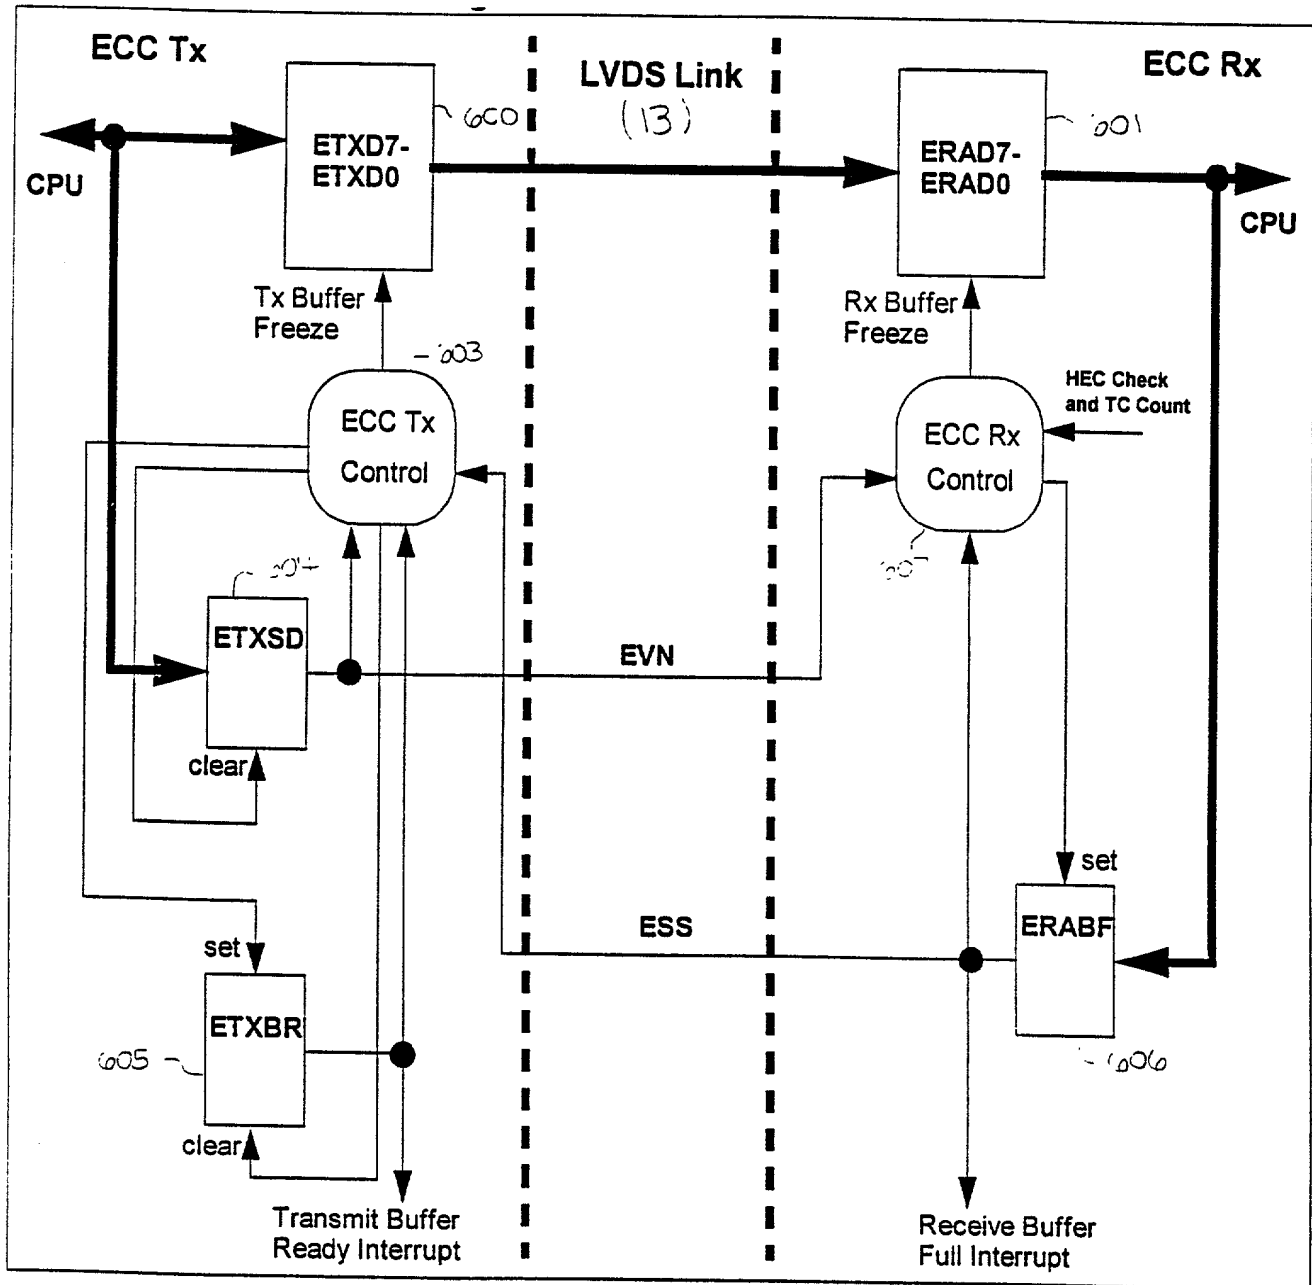 ECC Tx
LVDS Link
(13)
ECC Rx
600
601
ETXD7-
ETXD0
ERAD7-
ERAD0
CPU
CPU
Tx Buffer
Freeze
Rx Buffer
Freeze
603
HEC Check
and TC Count
ECC Tx
Control
ECC Rx
Control
ETXSD
EVN
clear
set
ESS
ERABF
set
ETXBR
605
606
clear
Transmit Buffer
Ready Interrupt
Receive Buffer
Full Interrupt